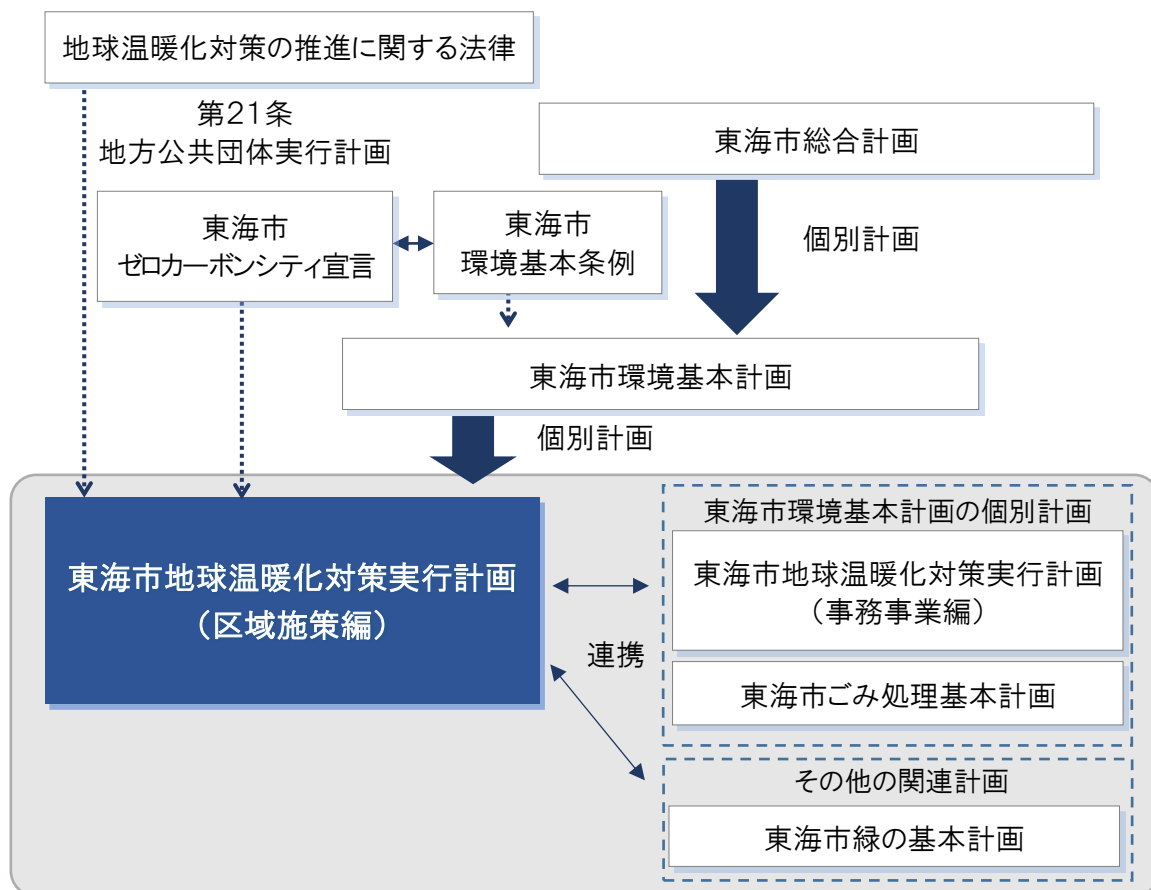 地球温暖化対策の推進に関する法律
第21条
地方公共団体実行計画
東海市総合計画
東海市
ゼロカーボンシティ宣言
東海市
環境基本条例
個別計画
東海市環境基本計画
個別計画
東海市地球温暖化対策実行計画
（区域施策編）
連携
東海市環境基本計画の個別計画
東海市地球温暖化対策実行計画
（事務事業編）
東海市ごみ処理基本計画
その他の関連計画
東海市緑の基本計画